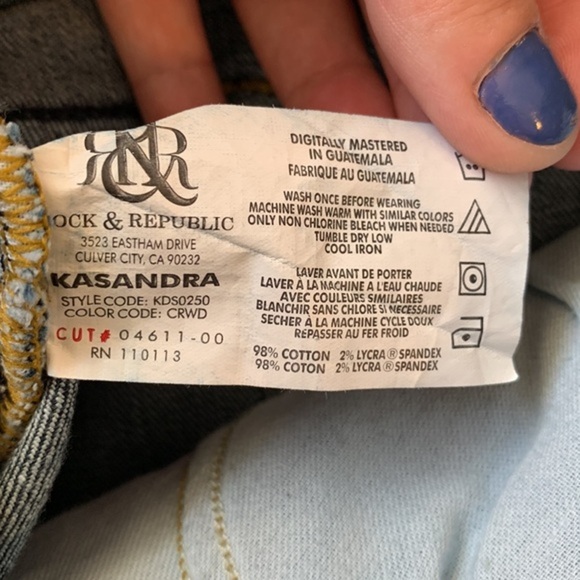 RNR
OCK & REPUBLIC
3523 EASTHAM DRIVE
CULVER CITY, CA 90232
KASANDRA
STYLE CODE: KDS0250
COLOR CODE: CRWD
CUT# 04611-00
RN 110113
DIGITALLY MASTERED
IN GUATEMALA
FABRIQUE AU GUATEMALA
WASH ONCE BEFORE WEARING
MACHINE WASH WARM WITH SIMILAR COLORS
ONLY NON CHLORINE BLEACH WHEN NEEDED
TUMBLE DRY LOW
COOL IRON
LAVER AVANT DE PORTER
LAVER À LA MACHINE A L'EAU CHAUDE
AVEC COULEURS SIMILAIRES
BLANCHIR SANS CHLORE SI NECESSAIRE
SECHER A LA MACHINE CYCLE DOUX
REPASSER AU FER FROID
98% COTTON 2% LYCRA ® SPANDEX
98% COTON 2% LYCRA ® SPANDEX